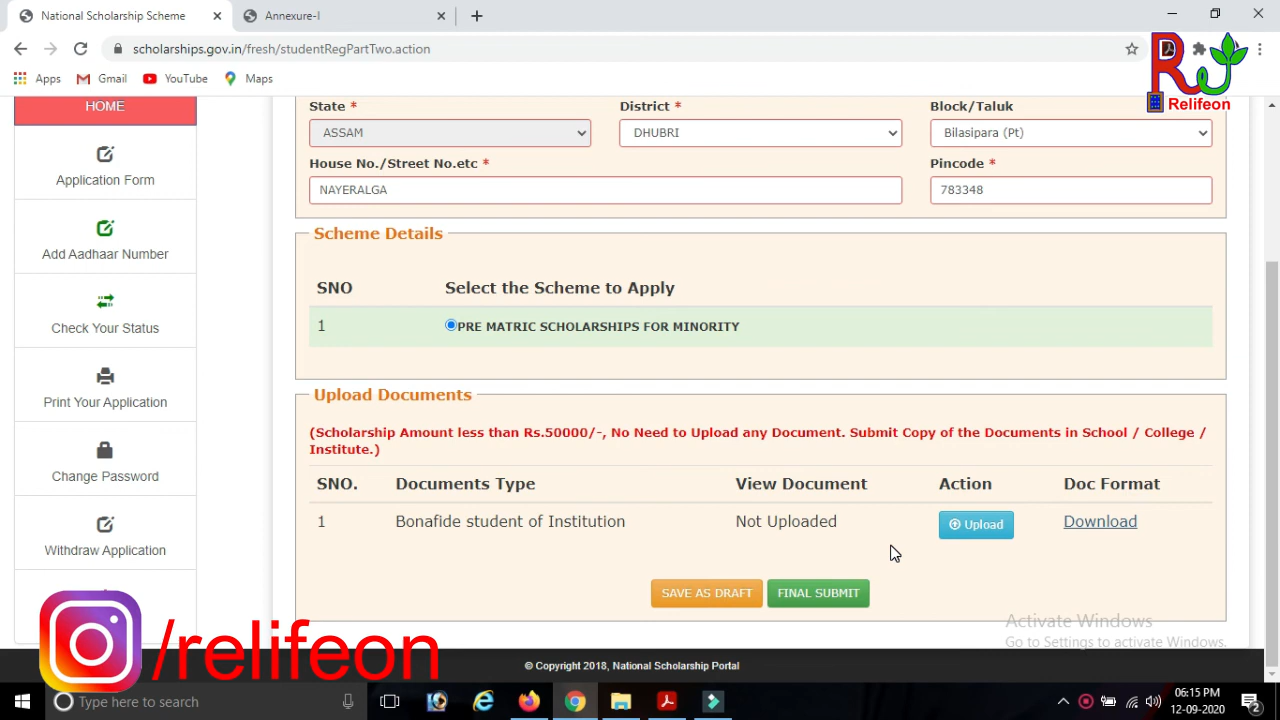 National Scholarship Scheme
Annexure-I
scholarships.gov.in/fresh/studentRegPartTwo.action
Apps Gmail YouTube Maps
Relifeon
HOME
Application Form
Add Aadhaar Number
Check Your Status
Print Your Application
Change Password
Withdraw Application
State * District * Block/Taluk
ASSAM DHUBRI Bilasipara (Pt)
House No./Street No.etc * Pincode *
NAYERALGA 783348
Scheme Details
SNO Select the Scheme to Apply
1 PRE MATRIC SCHOLARSHIPS FOR MINORITY
Upload Documents
(Scholarship Amount less than Rs.50000/-, No Need to Upload any Document. Submit Copy of the Documents in School / College /
Institute.)
SNO. Documents Type View Document Action Doc Format
1 Bonafide student of Institution Not Uploaded Upload Download
SAVE AS DRAFT FINAL SUBMIT
Activate Windows
Go to Settings to activate Windows.
/relifeon
© Copyright 2018, National Scholarship Portal
Type here to search
06:15 PM
12-09-2020
2